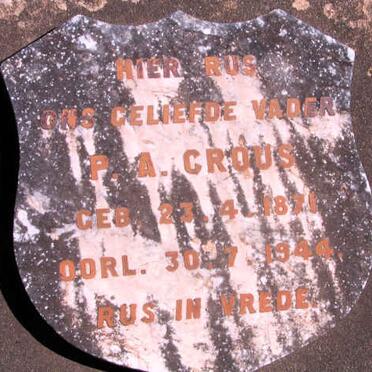 HIER RUS
ONS GELIEFDE VADER
P. A. CROUS
GEB. 23. 4. 1871
OORL. 30. 7. 1944.
RUS IN VREDE.